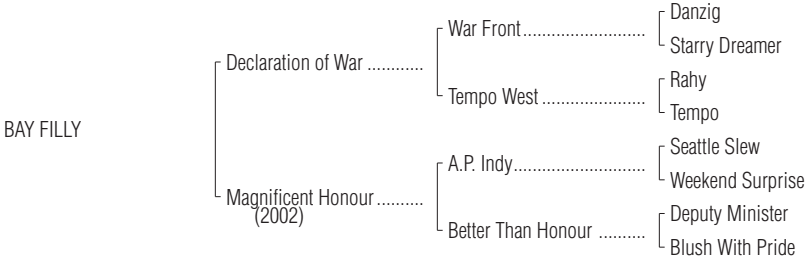 Danzig
War Front..........................
Starry Dreamer
Declaration of War ............
Rahy
Tempo West ......................
Tempo
BAY FILLY
Seattle Slew
A.P. Indy............................
Weekend Surprise
Magnificent Honour..........
(2002)
Deputy Minister
Better Than Honour ..........
Blush With Pride